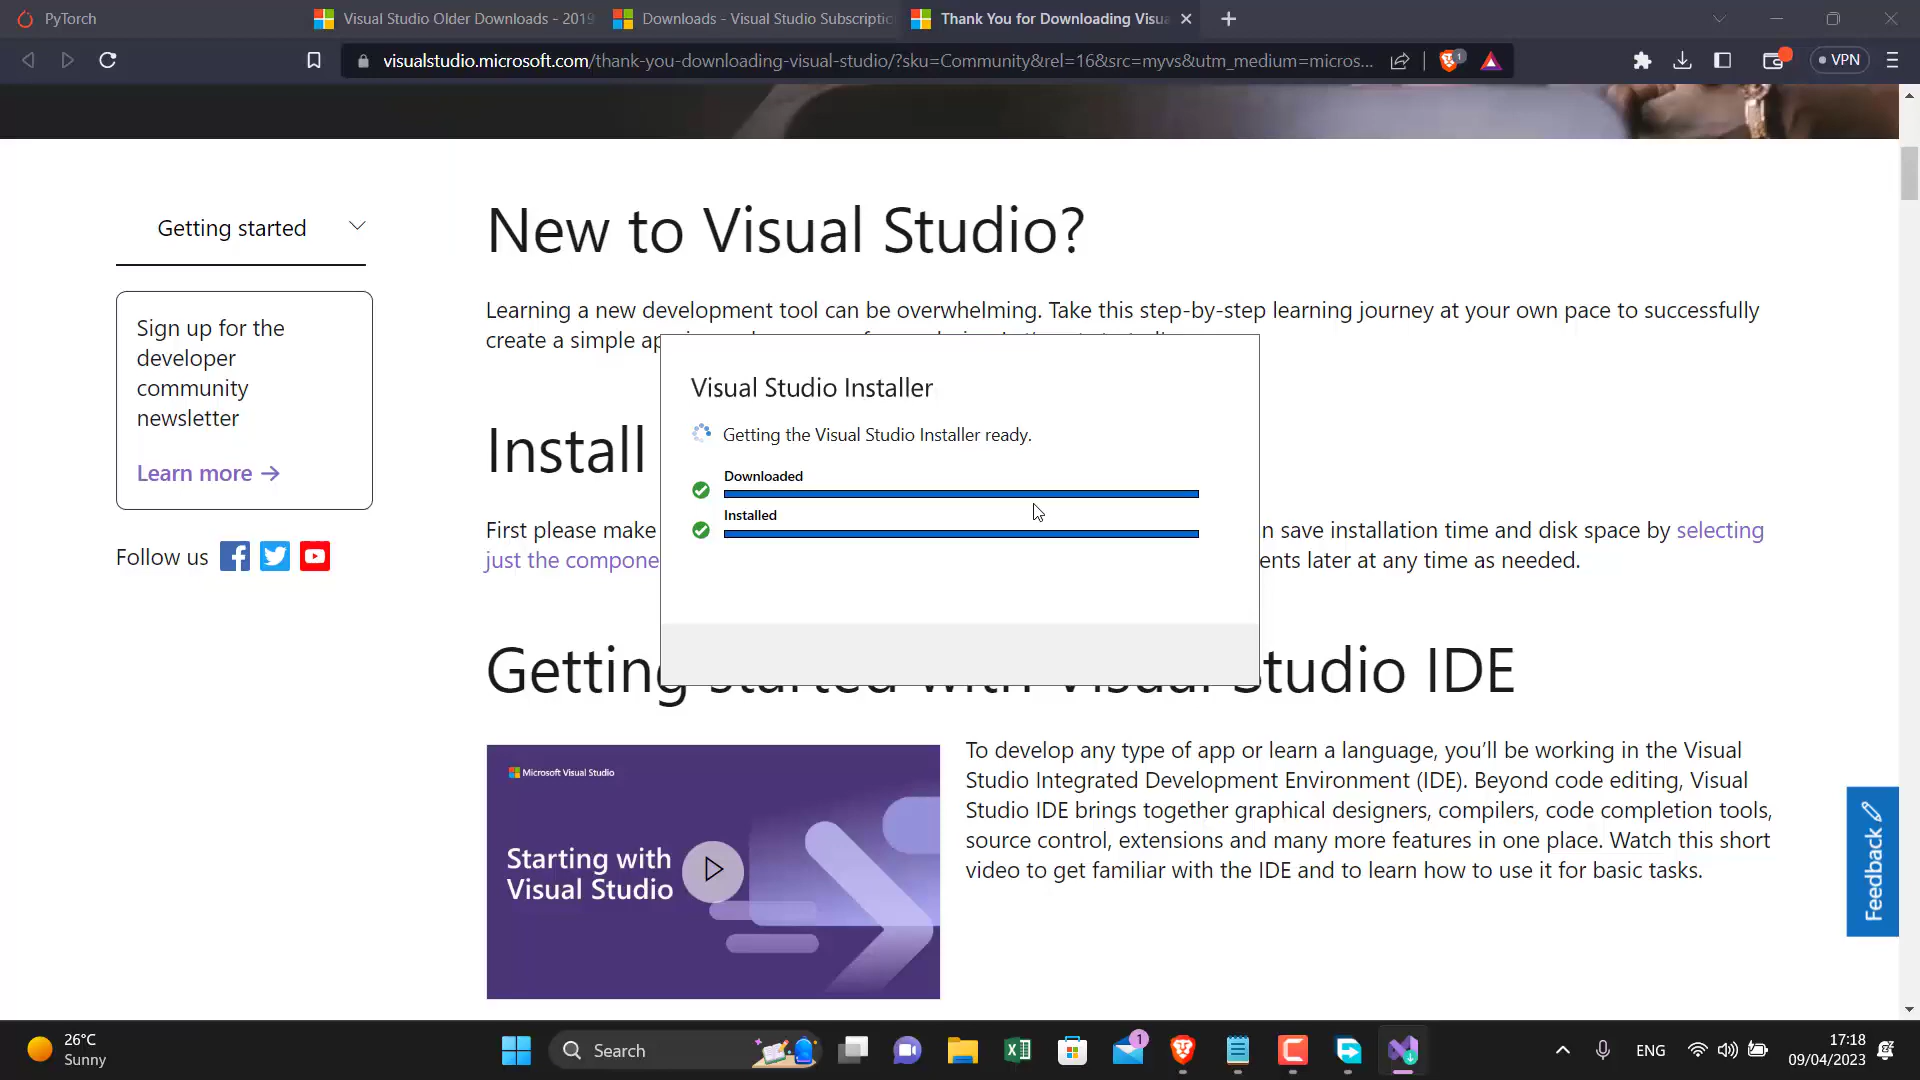 PyTorch
Visual Studio Older Downloads - 2019
Downloads - Visual Studio Subscriptio
Thank You for Downloading Visua
visualstudio.microsoft.com/thank-you-downloading-visual-studio/?sku=Community&rel=16&src=myvs&utm_medium=micros...
1
VPN
Getting started
Sign up for the
developer
community
newsletter
Learn more →
Follow us
New to Visual Studio?
Learning a new development tool can be overwhelming. Take this step-by-step learning journey at your own pace to successfully
create a simple
Install
First please make
n save installation time and disk space by selecting
just the compone
ents later at any time as needed.
Visual Studio Installer
Getting the Visual Studio Installer ready.
Downloaded
Installed
Getting started with Visual Studio IDE
Microsoft Visual Studio
Starting with
Visual Studio
To develop any type of app or learn a language, you'll be working in the Visual
Studio Integrated Development Environment (IDE). Beyond code editing, Visual
Studio IDE brings together graphical designers, compilers, code completion tools,
source control, extensions and many more features in one place. Watch this short
video to get familiar with the IDE and to learn how to use it for basic tasks.
Feedback
26°C
Sunny
Search
1
ENG
17:18
09/04/2023